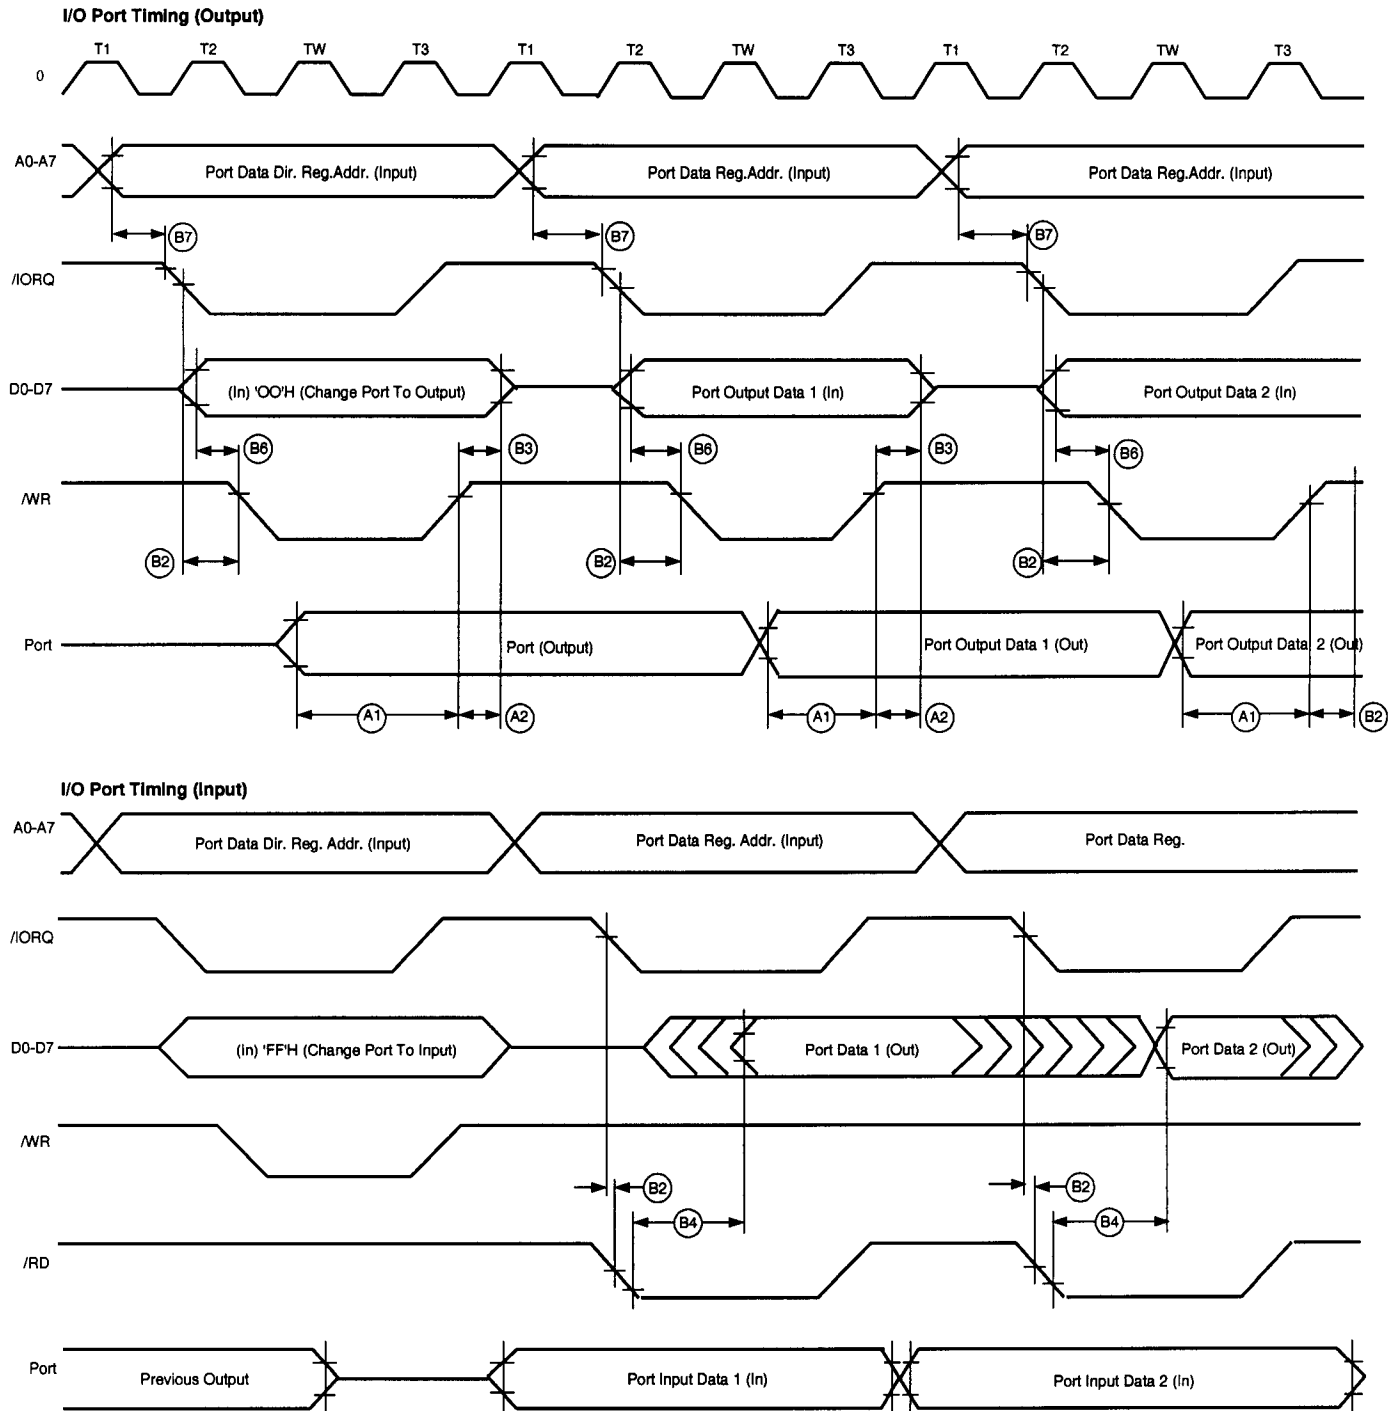 I/O Port Timing (Output)
T1 T2 TW T3 T1 T2 TW T3 T1 T2 TW T3
0
A0-A7 Port Data Dir. Reg.Addr. (Input) Port Data Reg.Addr. (Input) Port Data Reg.Addr. (Input)
B7 B7 B7
/IORQ
D0-D7 (In) 'OO'H (Change Port To Output) Port Output Data 1 (In) Port Output Data 2 (In)
B6 B3 B6 B3 B6
/WR
B2 B2 B2
Port Port (Output) Port Output Data 1 (Out) Port Output Data 2 (Out)
A1 A2 A1 A2 A1 B2
I/O Port Timing (Input)
A0-A7 Port Data Dir. Reg. Addr. (Input) Port Data Reg. Addr. (Input) Port Data Reg.
/IORQ
D0-D7 (In) 'FF'H (Change Port To Input) Port Data 1 (Out) Port Data 2 (Out)
/WR
B2 B2
B4 B4
/RD
Port Previous Output Port Input Data 1 (In) Port Input Data 2 (In)